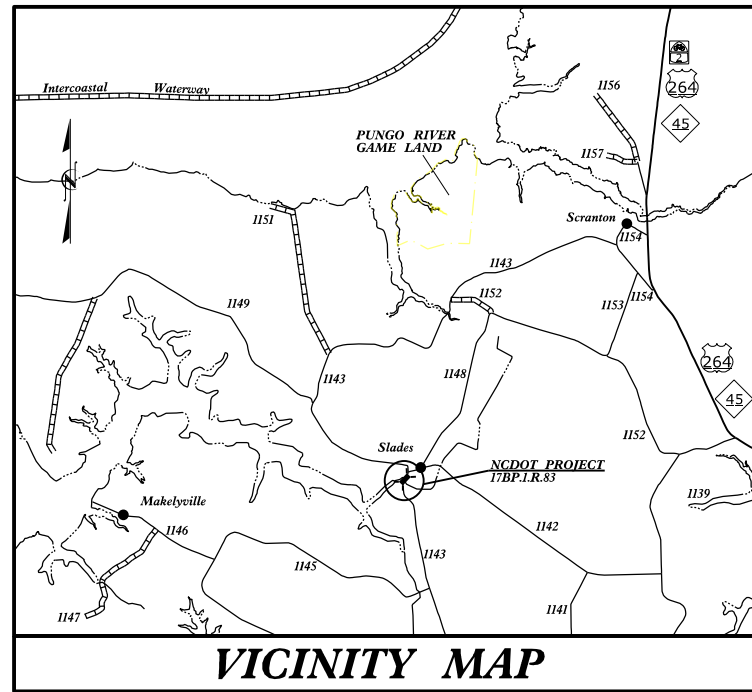 Intercoastal Waterway
2
264
45
1156
PUNGO RIVER
GAME LAND
1157
N
1151
Scranton
1154
1143
1152
1149
1153
1154
264
1143
1148
45
Slades
1152
NCDOT PROJECT
17BP.1.R.83
1139
Makelyville
1146
1142
1143
1145
1141
1147
VICINITY MAP